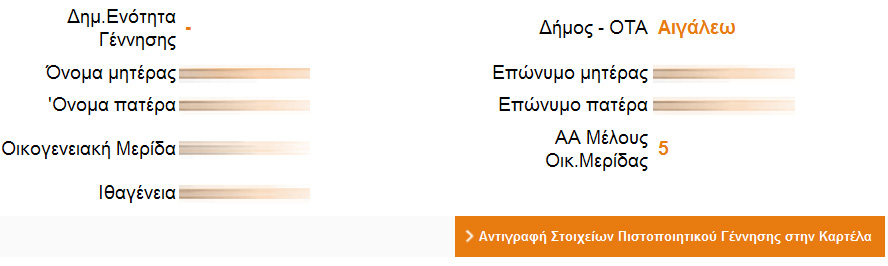 Δημ.Ενότητα
Γέννησης
-
Δήμος - ΟΤΑ Αιγάλεω
Όνομα μητέρας
Επώνυμο μητέρας
'Ονομα πατέρα
Επώνυμο πατέρα
Οικογενειακή Μερίδα
ΑΑ Μέλους
Οικ.Μερίδας
5
Ιθαγένεια
Αντιγραφή Στοιχείων Πιστοποιητικού Γέννησης στην Καρτέλα